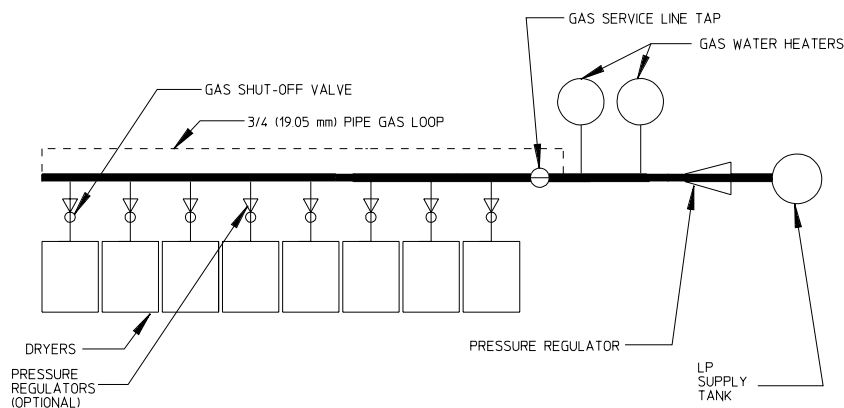 GAS SERVICE LINE TAP
GAS WATER HEATERS
GAS SHUT-OFF VALVE
3/4 (19.05 mm) PIPE GAS LOOP
DRYERS
PRESSURE REGULATOR
PRESSURE
REGULATORS
(OPTIONAL)
LP
SUPPLY
TANK